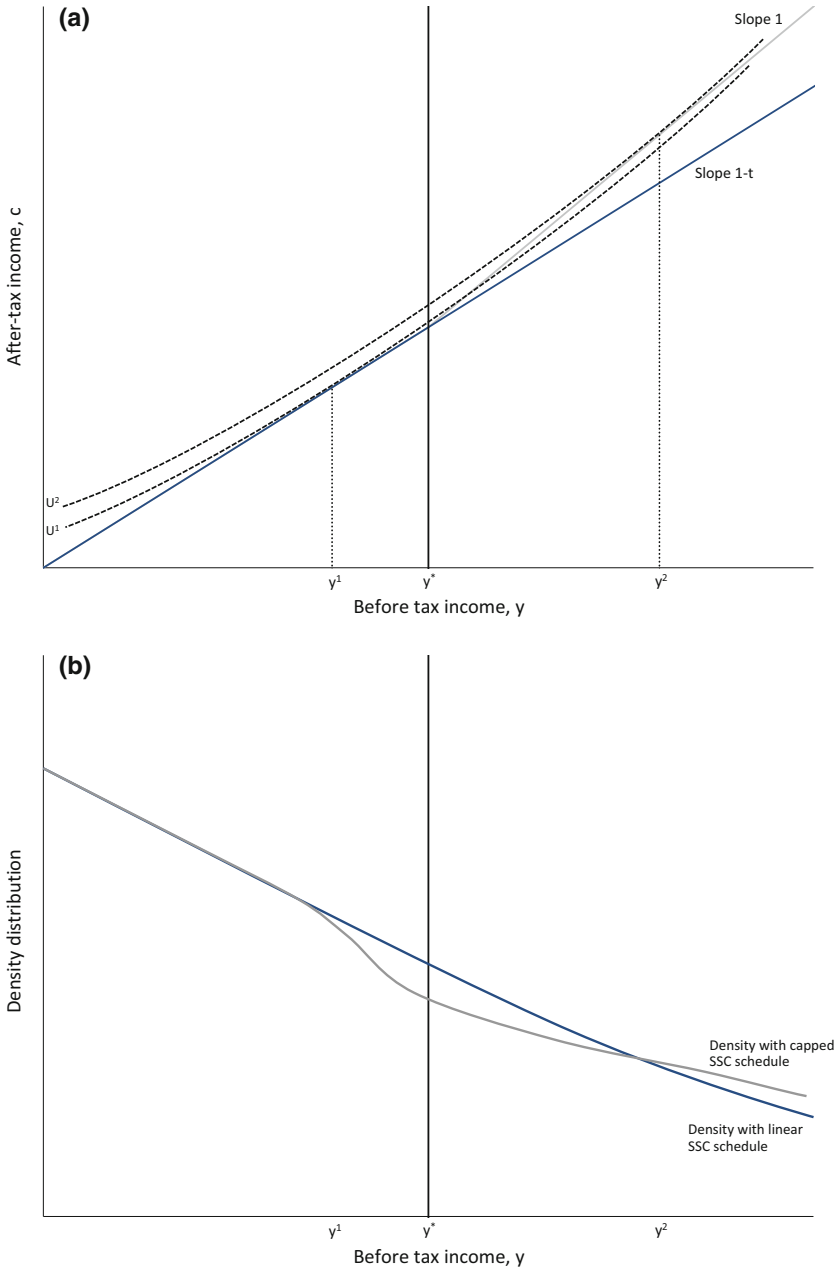 (a)
Slope 1
Slope 1-t
After-tax income, c
U²
U¹
y¹
y*
y²
Before tax income, y
(b)
Density distribution
Density with capped
SSC schedule
Density with linear
SSC schedule
y¹
y*
y²
Before tax income, y